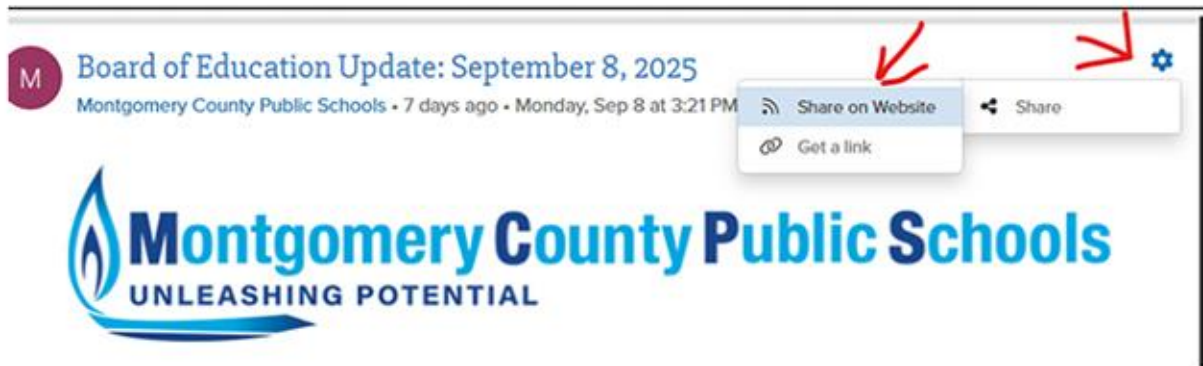 M
Board of Education Update: September 8, 2025
Montgomery County Public Schools • 7 days ago • Monday, Sep 8 at 3:21 PM
Share on Website
Share
Get a link
Montgomery County Public Schools
UNLEASHING POTENTIAL